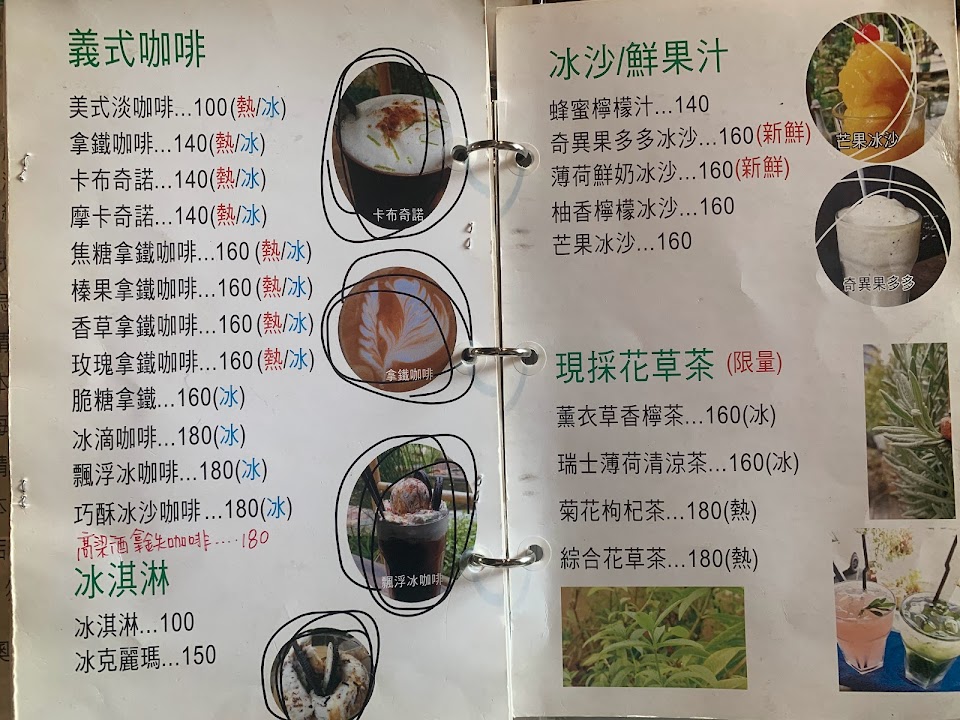 義式咖啡
美式淡咖啡...100(熱/冰)
拿鐵咖啡...140(熱/冰)
卡布奇諾...140(熱/冰)
摩卡奇諾...140(熱/冰)
焦糖拿鐵咖啡...160(熱/冰)
榛果拿鐵咖啡...160(熱/冰)
香草拿鐵咖啡...160(熱/冰)
玫瑰拿鐵咖啡...160(熱/冰)
脆糖拿鐵...160(冰)
冰滴咖啡...180(冰)
飄浮冰咖啡...180(冰)
巧酥冰沙咖啡...180(冰)
高梁酒拿鉄咖啡....180
卡布奇諾
拿鐵咖啡
飄浮冰咖啡
冰淇淋
冰淇淋...100
冰克麗瑪...150
冰沙/鮮果汁
蜂蜜檸檬汁...140
奇異果多多冰沙...160(新鮮)
薄荷鮮奶冰沙...160(新鮮)
柚香檸檬冰沙...160
芒果冰沙...160
芒果冰沙
奇異果多多
現採花草茶 (限量)
薰衣草香檸茶...160(冰)
瑞士薄荷清涼茶...160(冰)
菊花枸杞茶...180(熱)
綜合花草茶...180(熱)